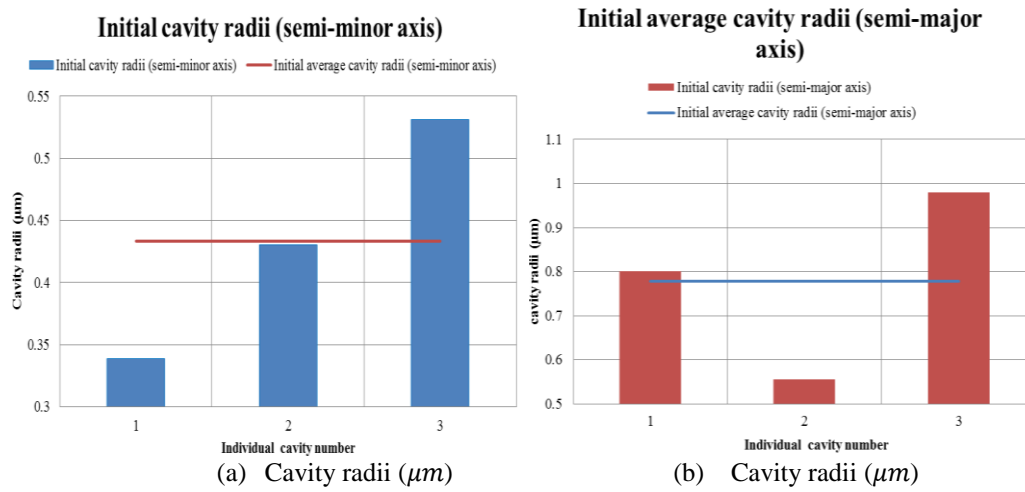 Initial cavity radii (semi-minor axis)
Initial cavity radii (semi-minor axis)
Initial average cavity radii (semi-minor axis)
0.55
0.5
0.45
0.4
0.35
0.3
Cavity radii (μm)
1 2 3
Individual cavity number
(a) Cavity radii (μm)
Initial average cavity radii (semi-major
axis)
Initial cavity radii (semi-major axis)
Initial average cavity radii (semi-major axis)
1.1
1
0.9
0.8
0.7
0.6
0.5
cavity radii (μm)
1 2 3
Individual cavity number
(b) Cavity radii (μm)